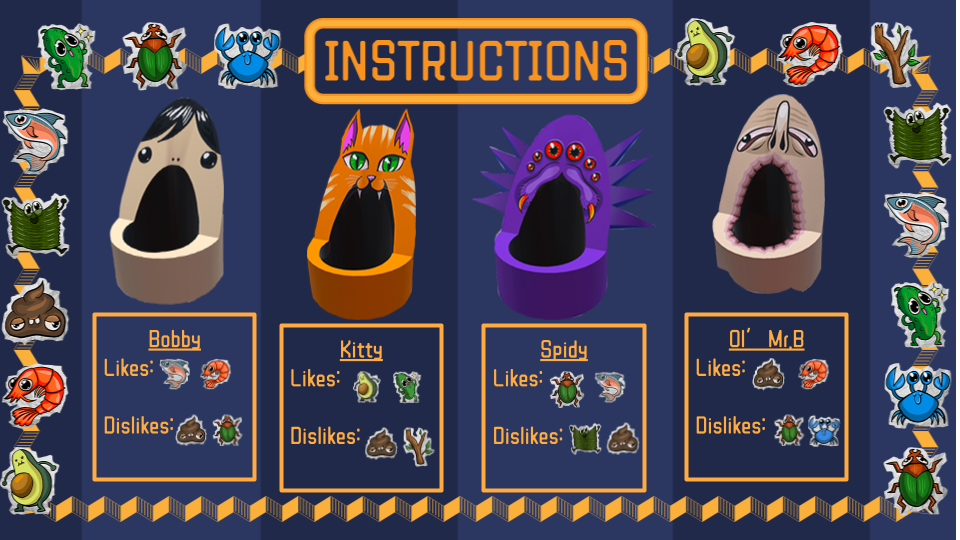 INSTRUCTIONS
Bobby
Likes:
Dislikes:
Kitty
Likes:
Dislikes:
Spidy
Likes:
Dislikes:
Ol' Mr.B
Likes:
Dislikes: